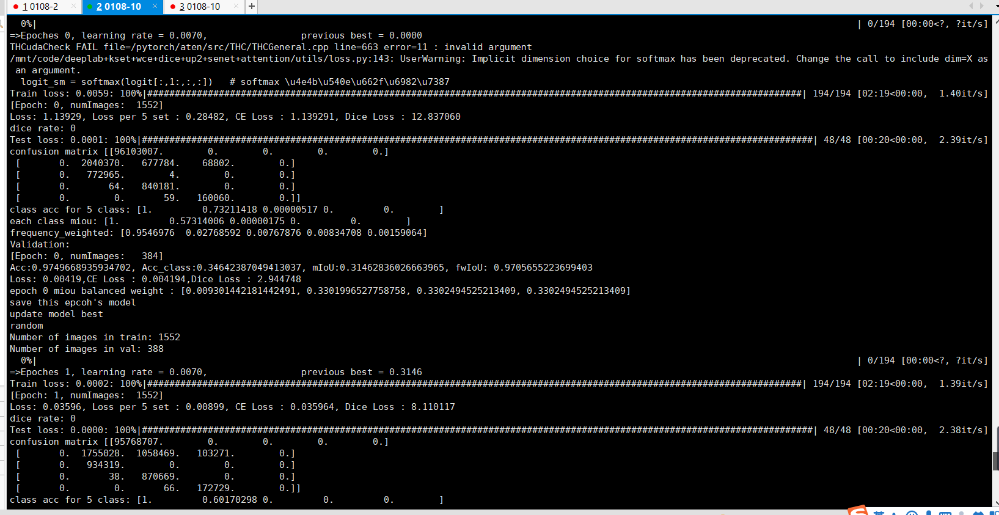 1 0108-2 × 2 0108-10 × 3 0108-10 × +
0%| | 0/194 [00:00<?, ?it/s]
=>Epoches 0, learning rate = 0.0070, previous best = 0.0000
THCudaCheck FAIL file=/pytorch/aten/src/THC/THCGeneral.cpp line=663 error=11 : invalid argument
/mnt/code/deeplab+kset+wce+dice+up2+senet+attention/utils/loss.py:143: UserWarning: Implicit dimension choice for softmax has been deprecated. Change the call to include dim=X as
an argument.
logit_sm = softmax(logit[:,1:,:,:]) # softmax \u4e4b\u540e\u662f\u6982\u7387
Train loss: 0.0059: 100%|#######################################################################################################################| 194/194 [02:19<00:00, 1.40it/s]
[Epoch: 0, numImages: 1552]
Loss: 1.13929, Loss per 5 set : 0.28482, CE Loss : 1.139291, Dice Loss : 12.837060
dice rate: 0
Test loss: 0.0001: 100%|##########################################################################################################################| 48/48 [00:20<00:00, 2.39it/s]
confusion matrix [[96103007. 0. 0. 0. 0.]
[ 0. 2040370. 677784. 68802. 0.]
[ 0. 772965. 4. 0. 0.]
[ 0. 64. 840181. 0. 0.]
[ 0. 0. 59. 160060. 0.]]
class acc for 5 class: [1. 0.73211418 0.00000517 0. 0. ]
each class miou: [1. 0.57314006 0.00000175 0. 0. ]
frequency_weighted: [0.9546976 0.02768592 0.00767876 0.00834708 0.00159064]
Validation:
[Epoch: 0, numImages: 384]
Acc:0.9749668935934702, Acc_class:0.34642387049413037, mIoU:0.31462836026663965, fwIoU: 0.9705655223699403
Loss: 0.00419,CE Loss : 0.004194,Dice Loss : 2.944748
epoch 0 miou balanced weight : [0.009301442181442491, 0.3301996527758758, 0.3302494525213409, 0.3302494525213409]
save this epcoh's model
update model best
random
Number of images in train: 1552
Number of images in val: 388
0%| | 0/194 [00:00<?, ?it/s]
=>Epoches 1, learning rate = 0.0070, previous best = 0.3146
Train loss: 0.0002: 100%|#######################################################################################################################| 194/194 [02:19<00:00, 1.39it/s]
[Epoch: 1, numImages: 1552]
Loss: 0.03596, Loss per 5 set : 0.00899, CE Loss : 0.035964, Dice Loss : 8.110117
dice rate: 0
Test loss: 0.0000: 100%|##########################################################################################################################| 48/48 [00:20<00:00, 2.38it/s]
confusion matrix [[95768707. 0. 0. 0. 0.]
[ 0. 1755028. 1058469. 103271. 0.]
[ 0. 934319. 0. 0. 0.]
[ 0. 38. 870669. 0. 0.]
[ 0. 0. 66. 172729. 0.]]
class acc for 5 class: [1. 0.60170298 0. 0. 0. ]